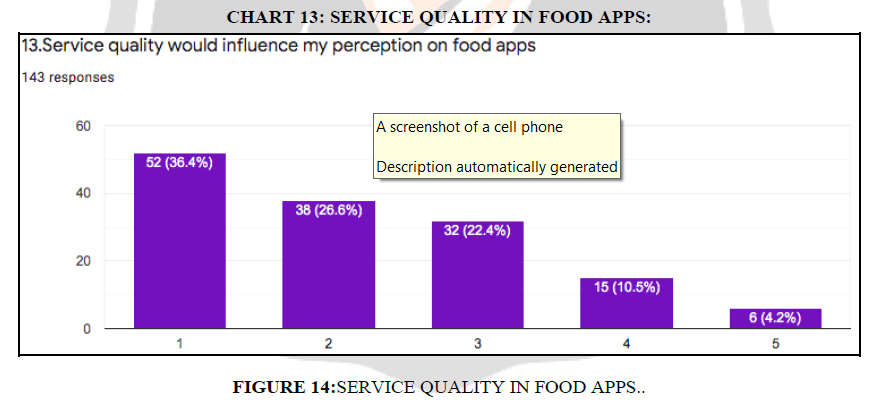 CHART 13: SERVICE QUALITY IN FOOD APPS:
13.Service quality would influence my perception on food apps
143 responses
A screenshot of a cell phone
Description automatically generated
60
40
20
0
52 (36.4%)
38 (26.6%)
32 (22.4%)
15 (10.5%)
6 (4.2%)
1 2 3 4 5
FIGURE 14:SERVICE QUALITY IN FOOD APPS..